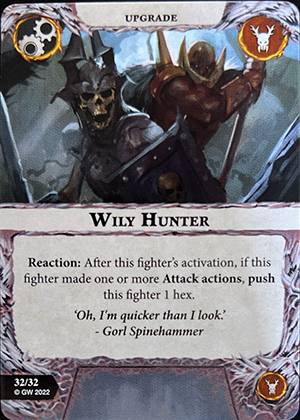 UPGRADE
WILY HUNTER
Reaction: After this fighter's activation, if this
fighter made one or more Attack actions, push
this fighter 1 hex.
'Oh, I'm quicker than I look.'
- Gorl Spinehammer
32/32
© GW 2022